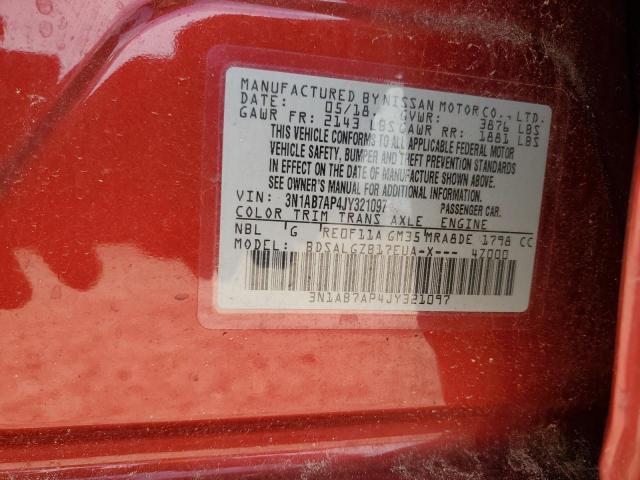 MANUFACTURED BY NISSAN MOTOR CO., LTD.
DATE: 05/18 GVWR: 3876 LBS
GAWR FR: 2143 LBS GAWR RR: 1881 LBS
THIS VEHICLE CONFORMS TO ALL APPLICABLE FEDERAL MOTOR
VEHICLE SAFETY, BUMPER AND THEFT PREVENTION STANDARDS
IN EFFECT ON THE DATE OF MANUFACTURE SHOWN ABOVE.
SEE OWNER'S MANUAL FOR ADDITIONAL INFORMATION.
VIN: 3N1AB7AP4JY321097 PASSENGER CAR.
COLOR TRIM TRANS AXLE ENGINE
NBL G RE0F11A GM35 MRA8DE 1798 CC
MODEL: BDSALGZB17EUA-X--- 47000
3N1AB7AP4JY321097